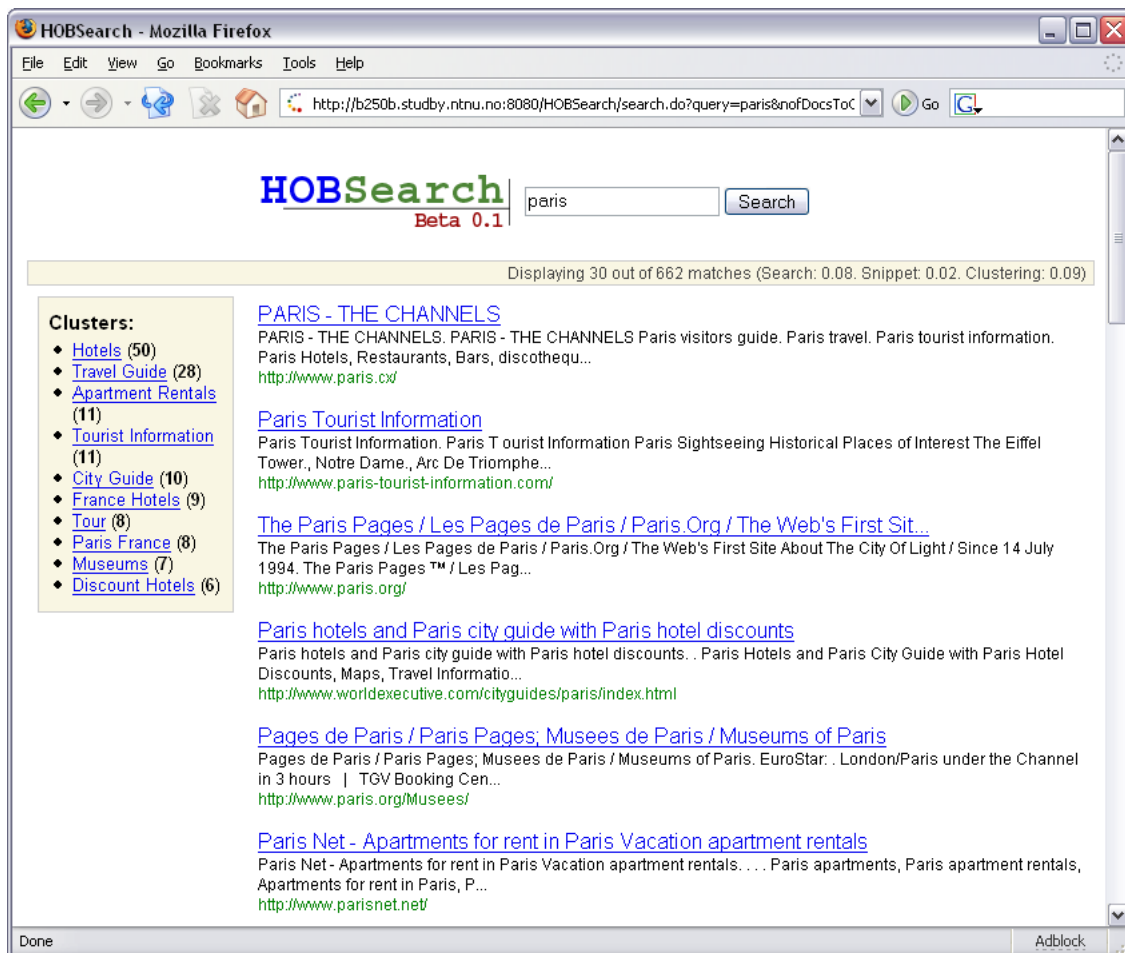 HOBSearch - Mozilla Firefox
File Edit View Go Bookmarks Tools Help
http://b250b.studby.ntnu.no:8080/HOBSearch/search.do?query=paris&nofDocsToC Go G
HOBSearch
Beta 0.1
paris Search
Displaying 30 out of 662 matches (Search: 0.08. Snippet: 0.02. Clustering: 0.09)
Clusters:
Hotels (50)
Travel Guide (28)
Apartment Rentals
(11)
Tourist Information
(11)
City Guide (10)
France Hotels (9)
Tour (8)
Paris France (8)
Museums (7)
Discount Hotels (6)
PARIS - THE CHANNELS
PARIS - THE CHANNELS. PARIS - THE CHANNELS Paris visitors guide. Paris travel. Paris tourist information.
Paris Hotels, Restaurants, Bars, discothequ...
http://www.paris.cx/
Paris Tourist Information
Paris Tourist Information. Paris T ourist Information Paris Sightseeing Historical Places of Interest The Eiffel
Tower., Notre Dame., Arc De Triomphe...
http://www.paris-tourist-information.com/
The Paris Pages / Les Pages de Paris / Paris.Org / The Web's First Sit...
The Paris Pages / Les Pages de Paris / Paris.Org / The Web's First Site About The City Of Light / Since 14 July
1994. The Paris Pages ™ / Les Pag...
http://www.paris.org/
Paris hotels and Paris city guide with Paris hotel discounts
Paris hotels and Paris city guide with Paris hotel discounts. . Paris Hotels and Paris City Guide with Paris Hotel
Discounts, Maps, Travel Informatio...
http://www.worldexecutive.com/cityguides/paris/index.html
Pages de Paris / Paris Pages; Musees de Paris / Museums of Paris
Pages de Paris / Paris Pages; Musees de Paris / Museums of Paris. EuroStar: . London/Paris under the Channel
in 3 hours | TGV Booking Cen...
http://www.paris.org/Musees/
Paris Net - Apartments for rent in Paris Vacation apartment rentals
Paris Net - Apartments for rent in Paris Vacation apartment rentals. . . . Paris apartments, Paris apartment rentals,
Apartments for rent in Paris, P...
http://www.parisnet.net/
Done Adblock